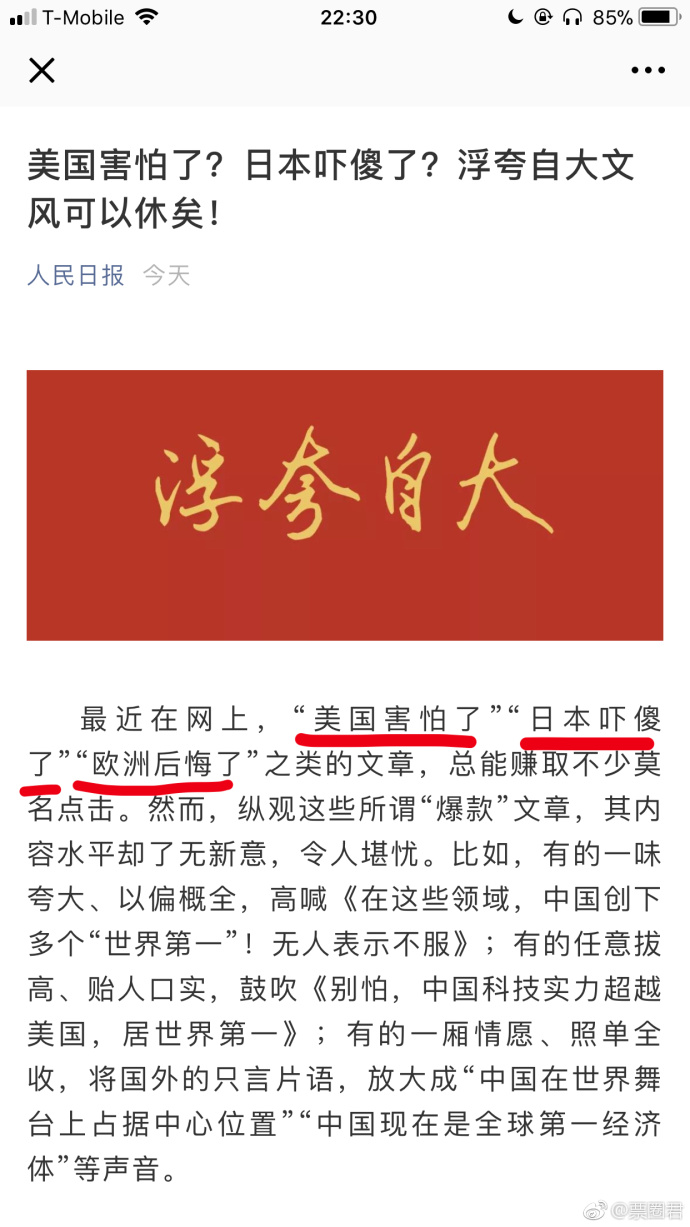 T-Mobile 22:30 85%
美国害怕了？日本吓傻了？浮夸自大文
风可以休矣！
人民日报 今天
浮夸自大
最近在网上，“美国害怕了”“日本吓傻
了”“欧洲后悔了”之类的文章，总能赚取不少莫
名点击。然而，纵观这些所谓“爆款”文章，其内
容水平却了无新意，令人堪忧。比如，有的一味
夸大、以偏概全，高喊《在这些领域，中国创下
多个“世界第一”！无人表示不服》；有的任意拔
高、贻人口实，鼓吹《别怕，中国科技实力超越
美国，居世界第一》；有的一厢情愿、照单全
收，将国外的只言片语，放大成“中国在世界舞
台上占据中心位置”“中国现在是全球第一经济
体”等声音。
@票圈君